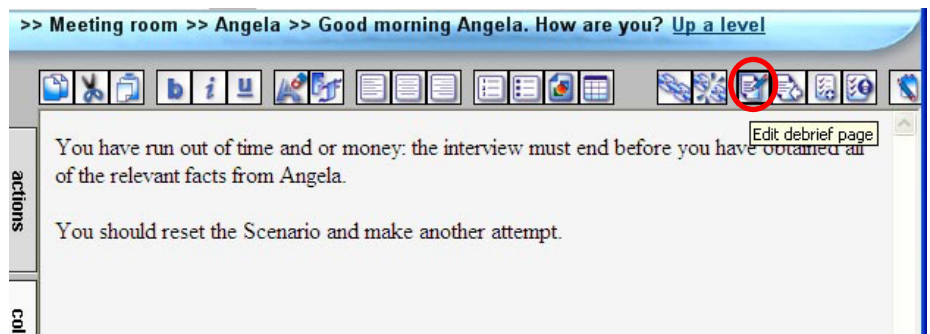 >> Meeting room >> Angela >> Good morning Angela. How are you? Up a level
b i u
Edit debrief page
You have run out of time and or money: the interview must end before you have obtained all
of the relevant facts from Angela.
You should reset the Scenario and make another attempt.
actions
col